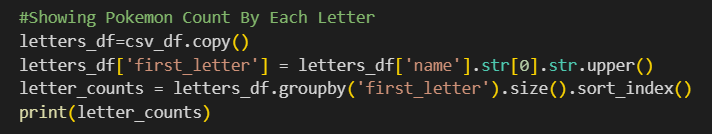 #Showing Pokemon Count By Each Letter
letters_df=csv_df.copy()
letters_df['first_letter'] = letters_df['name'].str[0].str.upper()
letter_counts = letters_df.groupby('first_letter').size().sort_index()
print(letter_counts)